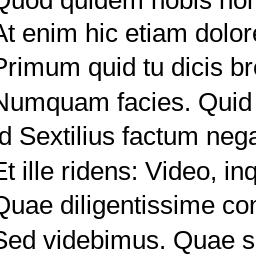 Quod quidem nobis non
At enim hic etiam dolore
Primum quid tu dicis bre
Numquam facies. Quid
d Sextilius factum nega
Et ille ridens: Video, inq
Quae diligentissime con
Sed videbimus. Quae s